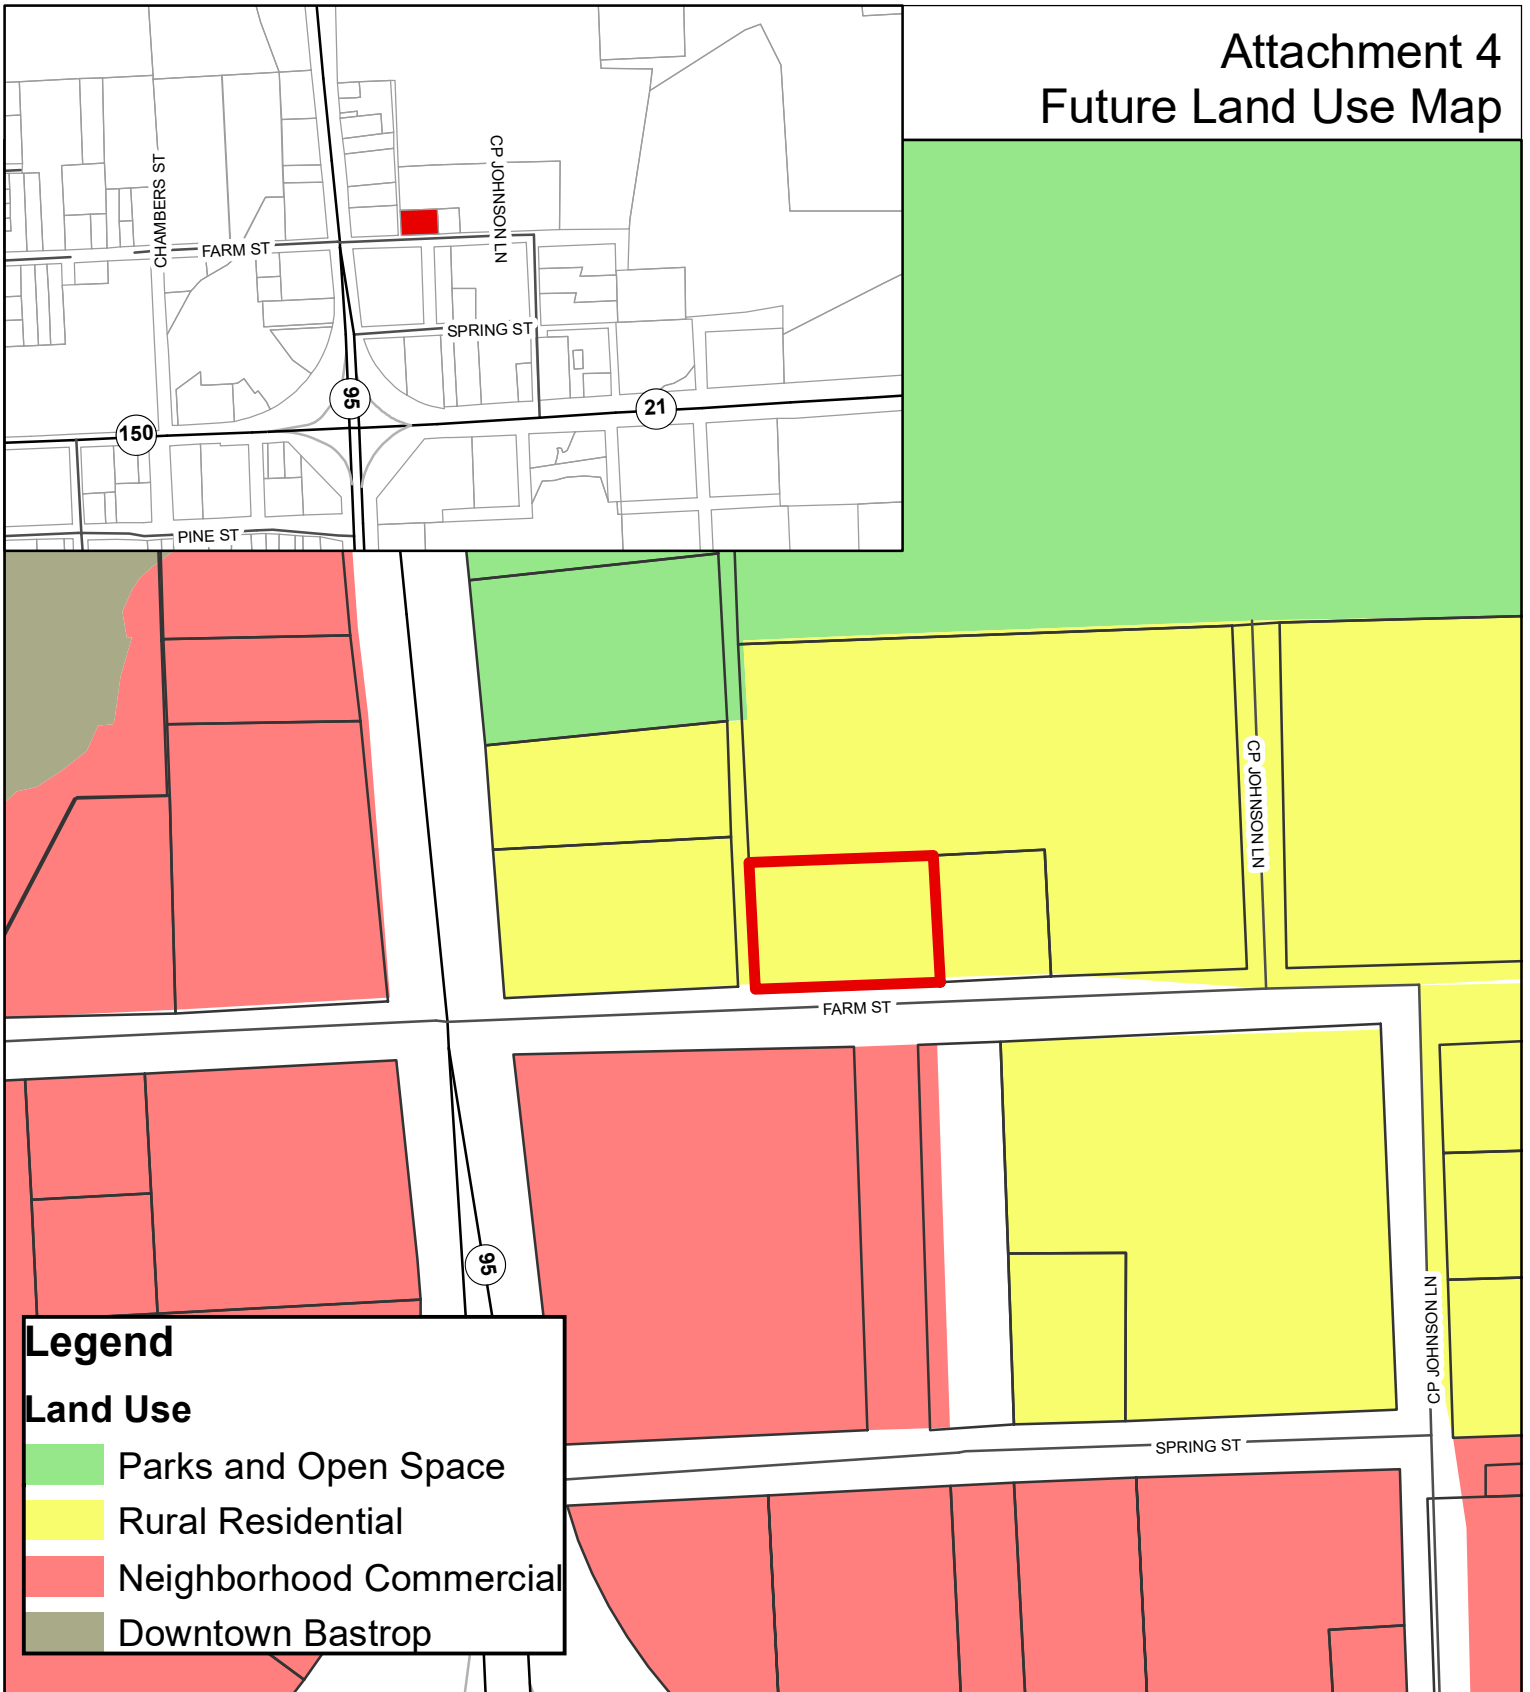 Attachment 4
Future Land Use Map
CHAMBERS ST
CP JOHNSON LN
FARM ST
SPRING ST
95
21
150
PINE ST
CP JOHNSON LN
FARM ST
95
CP JOHNSON LN
SPRING ST
Legend
Land Use
Parks and Open Space
Rural Residential
Neighborhood Commercial
Downtown Bastrop